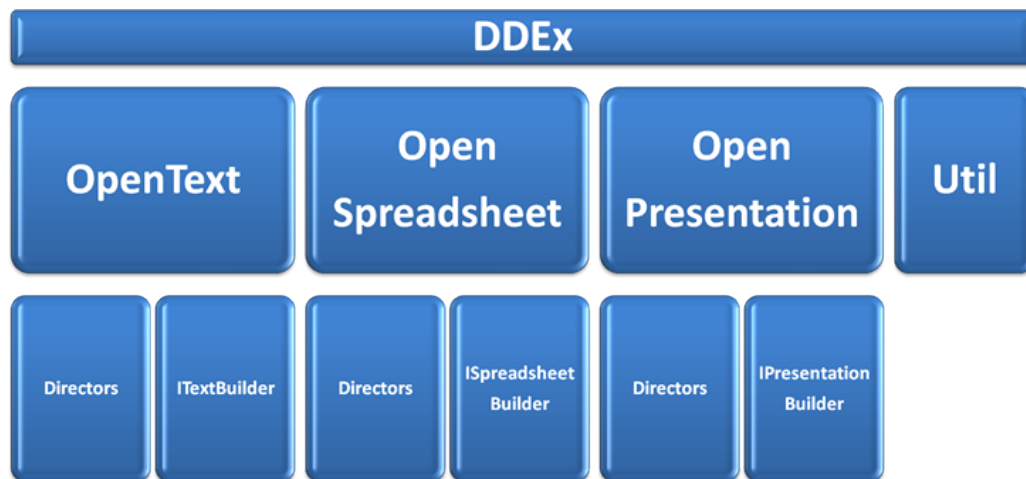 DDEx
OpenText
Open
Spreadsheet
Open
Presentation
Util
Directors
ITextBuilder
Directors
ISpreadsheet
Builder
Directors
IPresentation
Builder